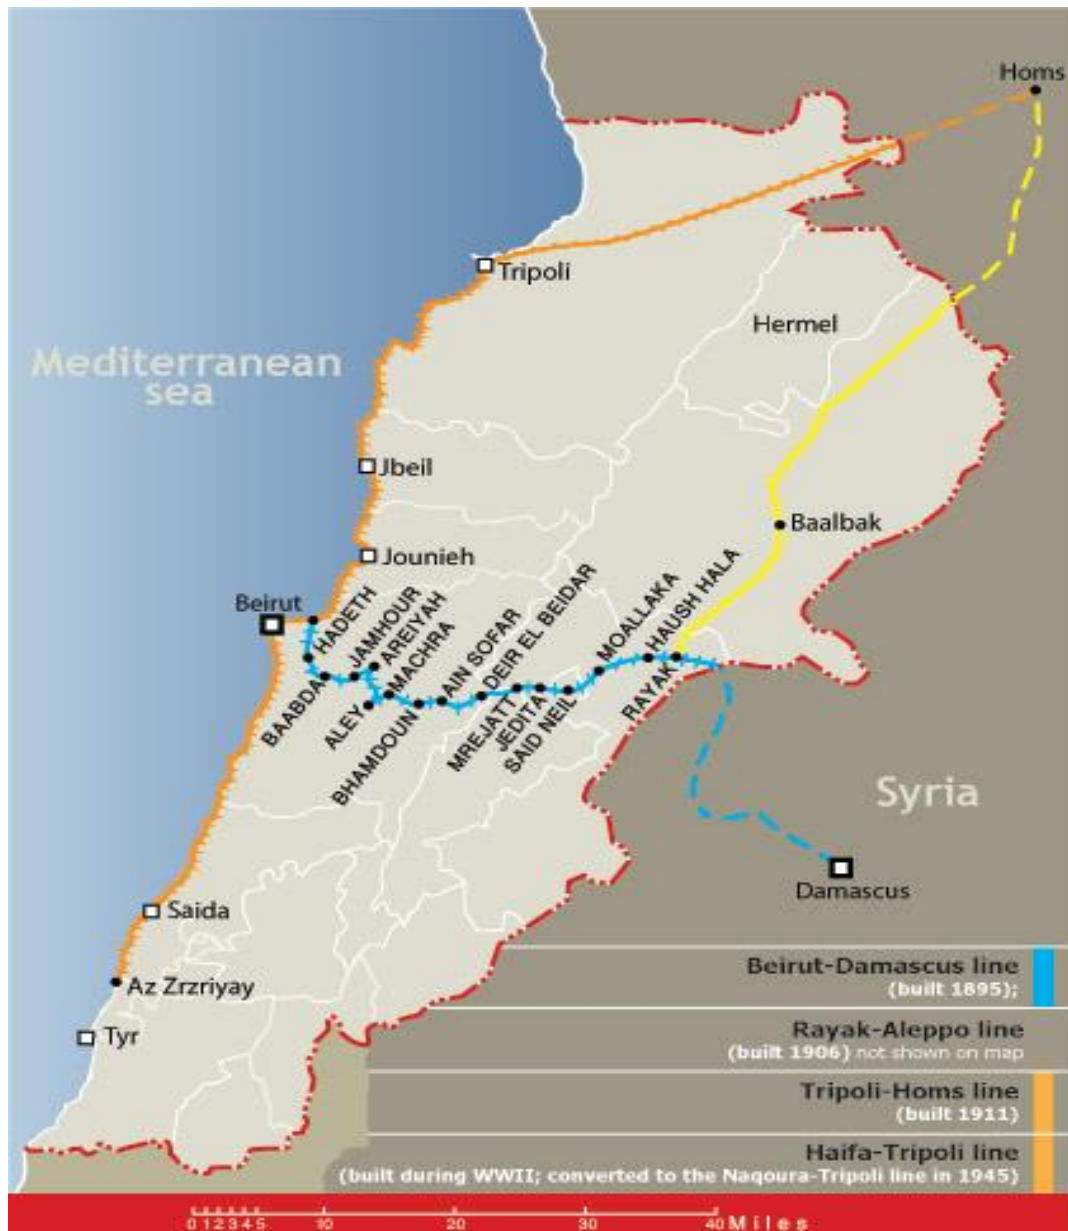 Homs
Tripoli
Hermel
Mediterranean
sea
Jbeil
Baalbak
Jounieh
Beirut
HADETH
JAMHOUR
AREIYAH
MACHRA
AIN SOFAR
DEIR EL BEIDAR
MOALLAKA
HAUSH HALA
BAABDA
ALEY
BHAMDOUN
MREJATT
JEDITA
SAID NEIL
RAYAK
Syria
Damascus
Saida
Az Zrzriyay
Tyr
Beirut-Damascus line
(built 1895);
Rayak-Aleppo line
(built 1906) not shown on map
Tripoli-Homs line
(built 1911)
Haifa-Tripoli line
(built during WWII; converted to the Naqoura-Tripoli line in 1945)
0 1 2 3 4 5 10 20 30 40 Miles